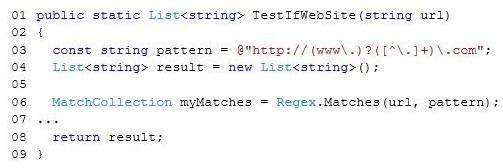 01 public static List<string> TestIfWebSite(string url)
02 {
03   const string pattern = @"http://(www\.)?([^\.]+)\.com";
04   List<string> result = new List<string>();
05
06   MatchCollection myMatches = Regex.Matches(url, pattern);
07 ...
08   return result;
09 }